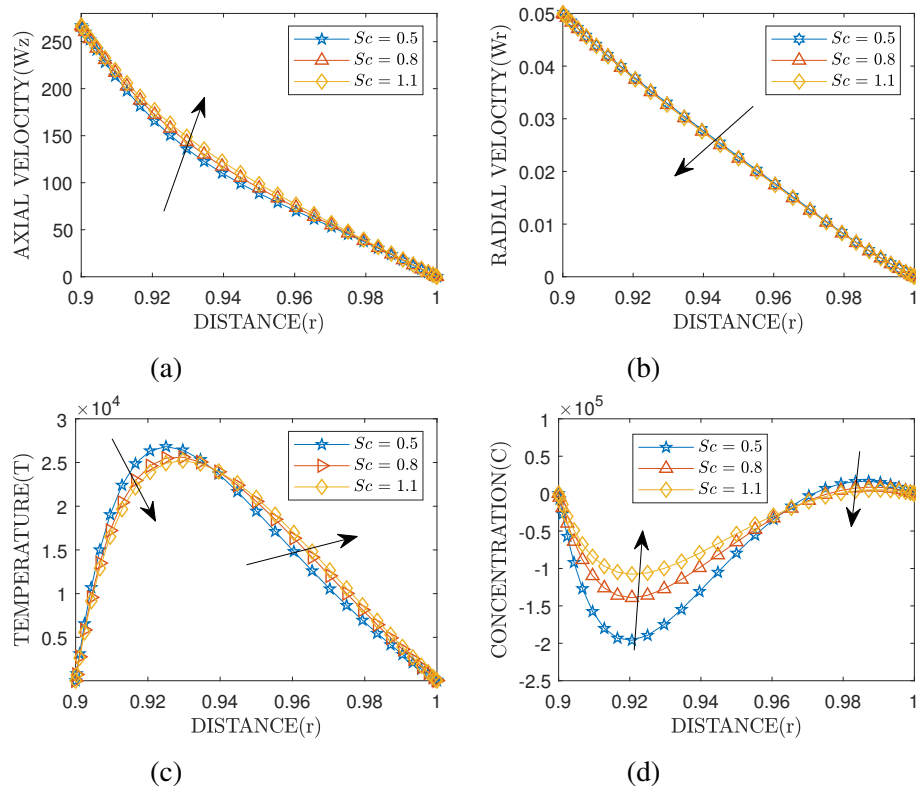 AXIAL VELOCITY(Wz)
250
200
150
100
50
0
0.9 0.92 0.94 0.96 0.98 1
DISTANCE(r)
Sc = 0.5
Sc = 0.8
Sc = 1.1
(a)
RADIAL VELOCITY(Wr)
0.05
0.04
0.03
0.02
0.01
0
0.9 0.92 0.94 0.96 0.98 1
DISTANCE(r)
Sc = 0.5
Sc = 0.8
Sc = 1.1
(b)
×10⁴
TEMPERATURE(T)
3
2.5
2
1.5
1
0.5
0.9 0.92 0.94 0.96 0.98 1
DISTANCE(r)
Sc = 0.5
Sc = 0.8
Sc = 1.1
(c)
×10⁵
CONCENTRATION(C)
1
0.5
0
-0.5
-1
-1.5
-2
-2.5
0.9 0.92 0.94 0.96 0.98 1
DISTANCE(r)
Sc = 0.5
Sc = 0.8
Sc = 1.1
(d)